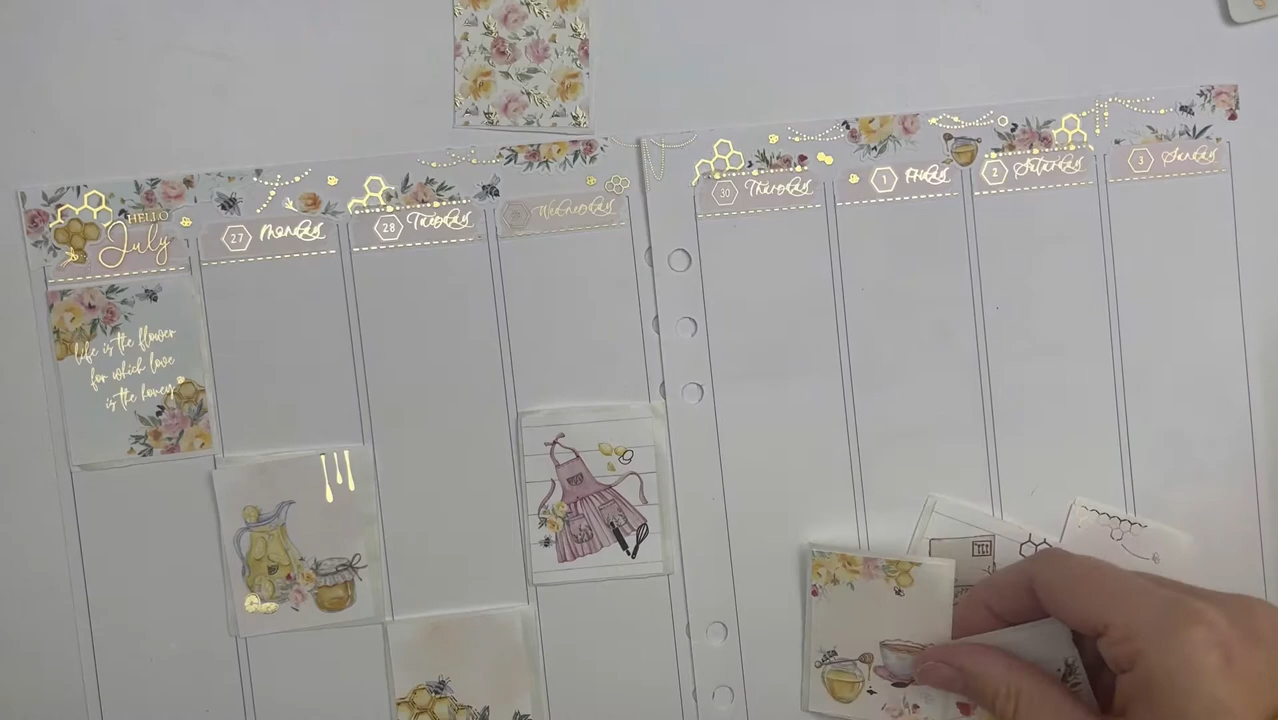 HELLO
July
27 Monday
28 Tuesday
29 Wednesday
30 Thursday
1 Friday
2 Saturday
3 Sunday
life is the flower
for which love
is the honey